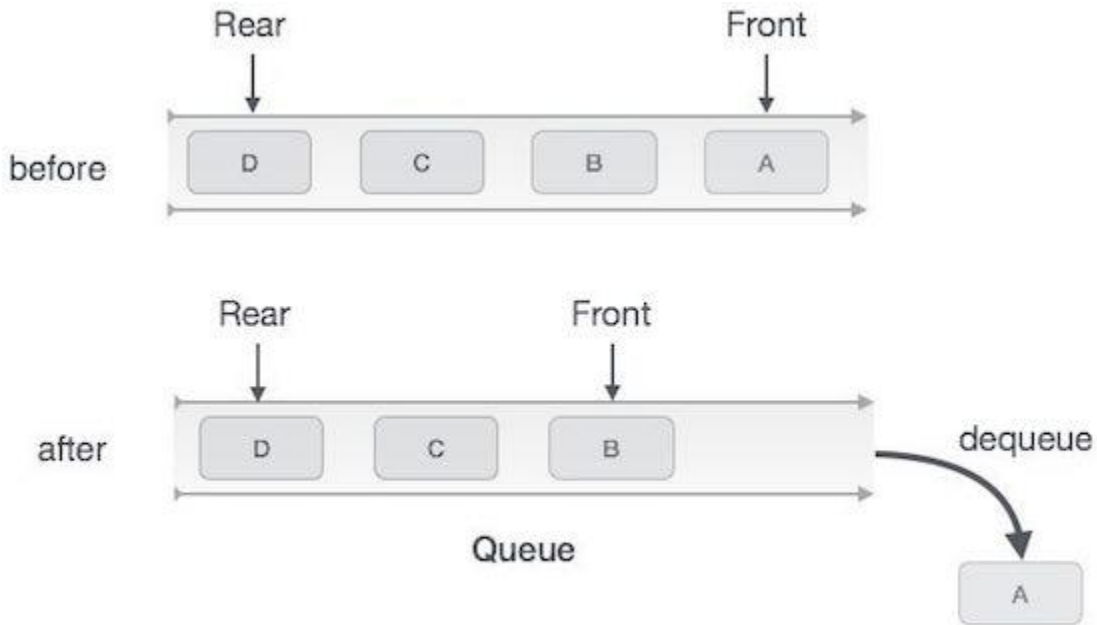 Rear Front
before D C B A
Rear Front
after D C B dequeue
Queue
A